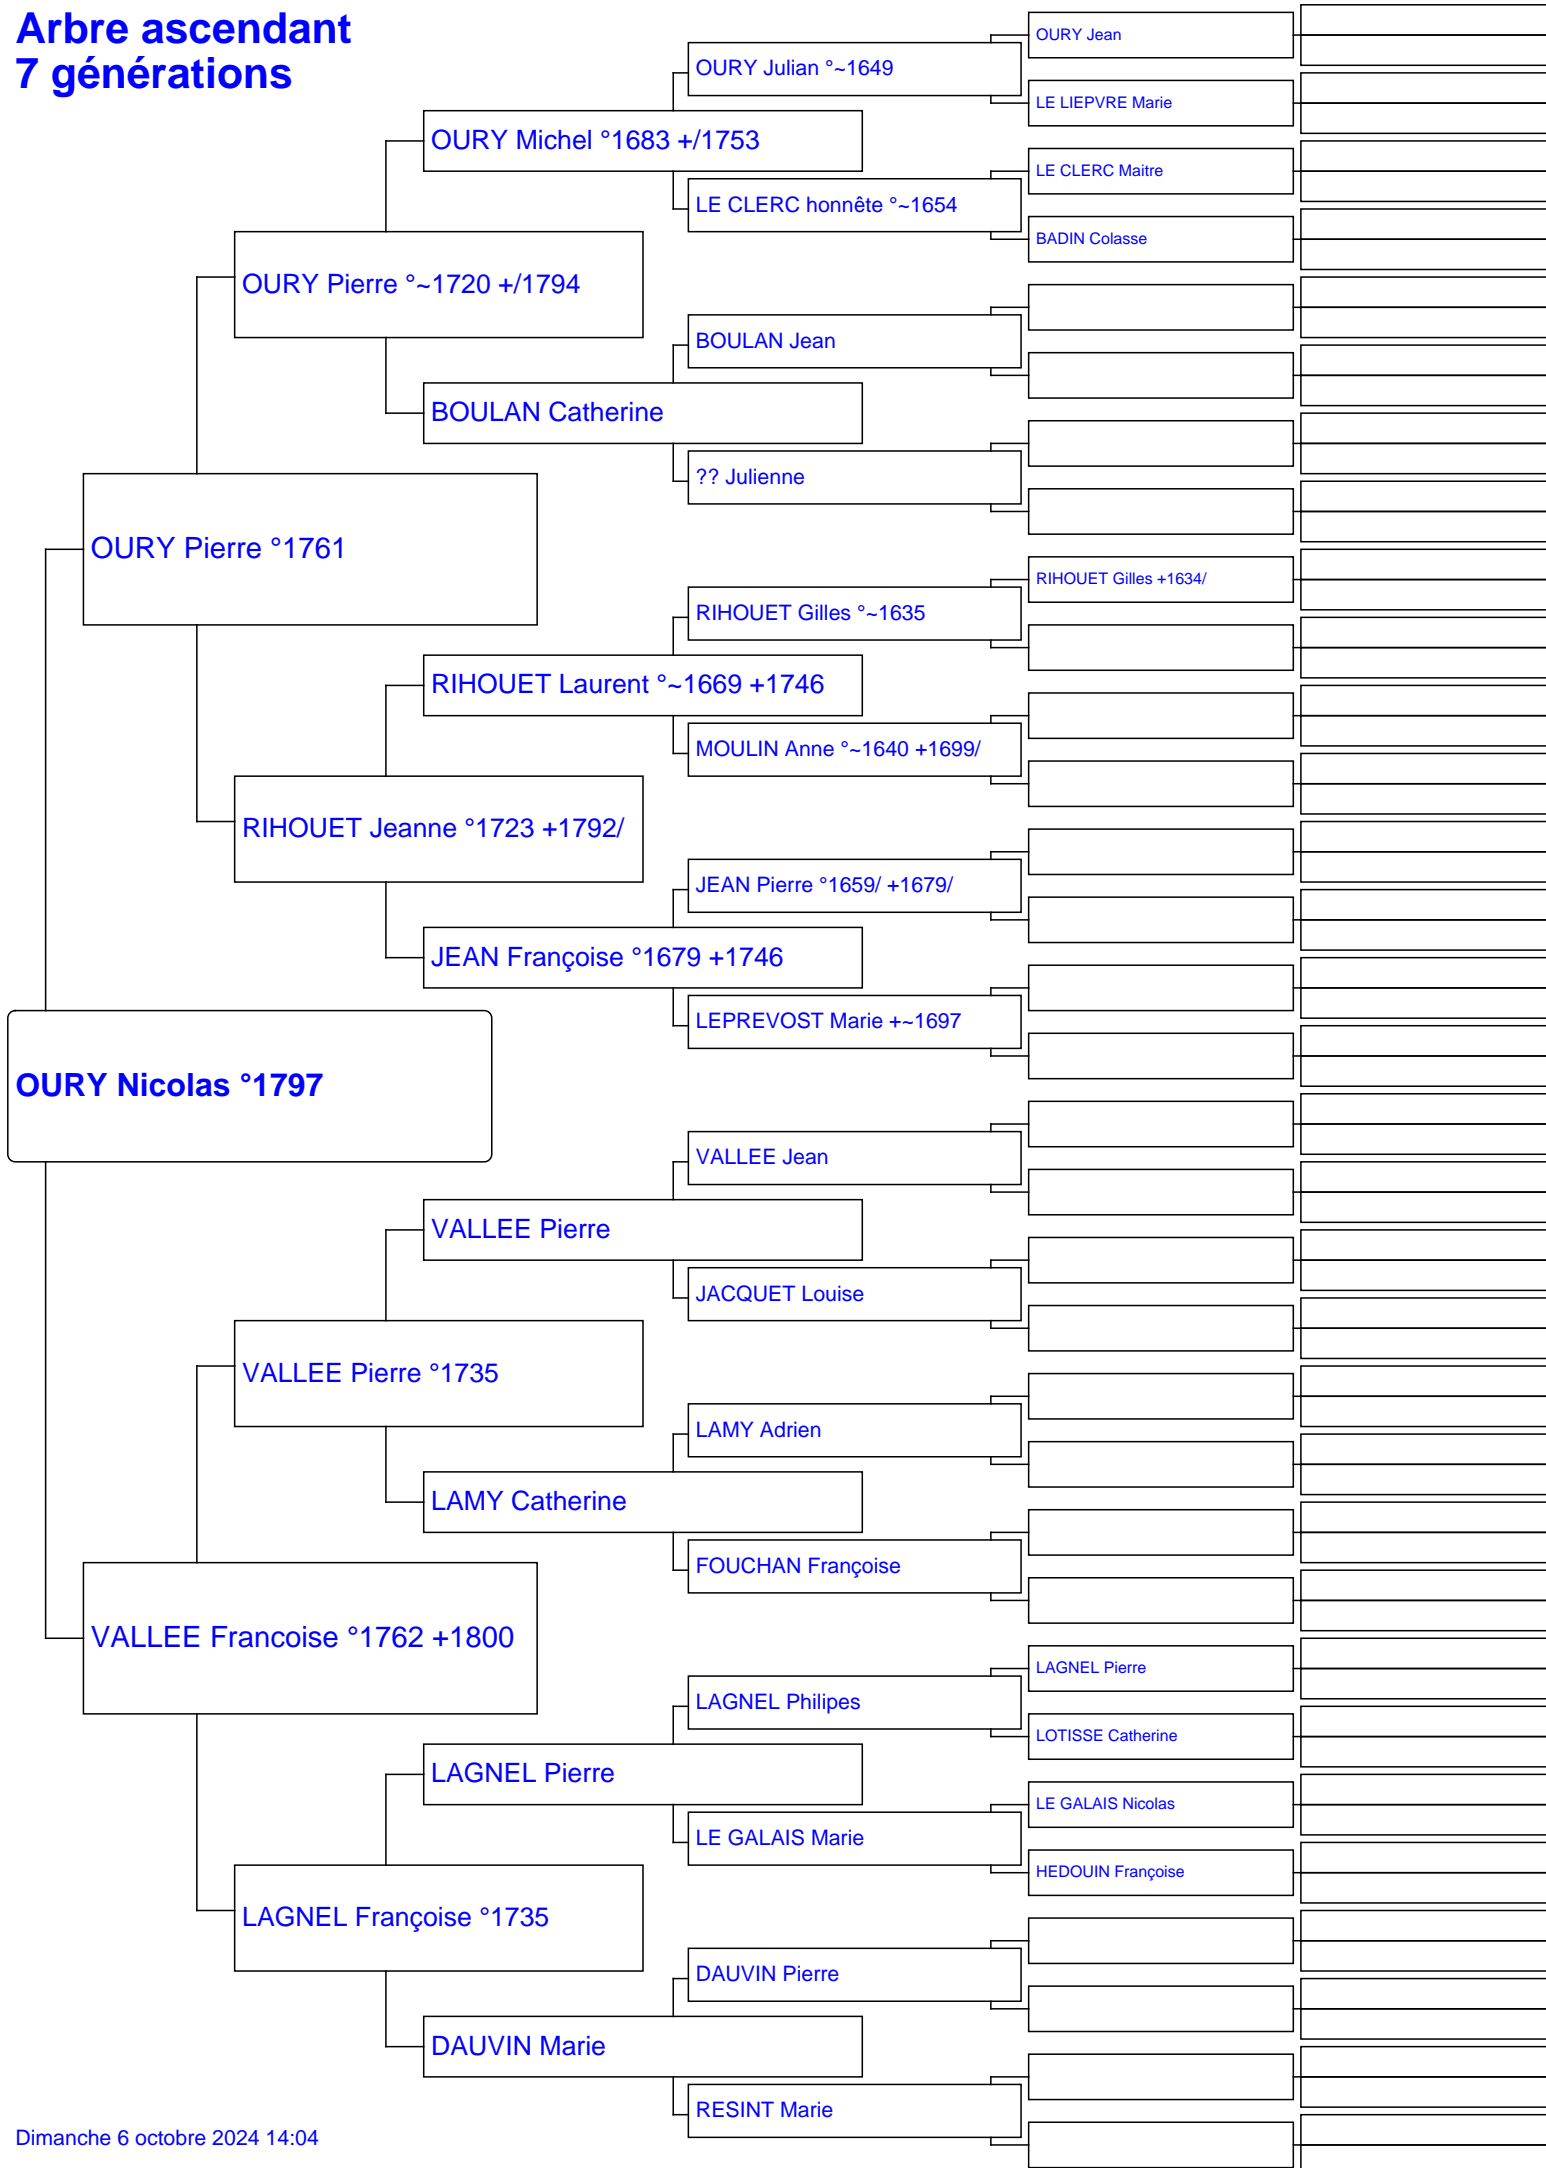 Arbre ascendant
7 générations
OURY Jean
OURY Julian °~1649
LE LIEPVRE Marie
OURY Michel °1683 +/1753
LE CLERC Maitre
LE CLERC honnête °~1654
BADIN Colasse
OURY Pierre °~1720 +/1794
BOULAN Jean
BOULAN Catherine
?? Julienne
OURY Pierre °1761
RIHOUET Gilles +1634/
RIHOUET Gilles °~1635
RIHOUET Laurent °~1669 +1746
MOULIN Anne °~1640 +1699/
RIHOUET Jeanne °1723 +1792/
JEAN Pierre °1659/ +1679/
JEAN Françoise °1679 +1746
LEPREVOST Marie +~1697
OURY Nicolas °1797
VALLEE Jean
VALLEE Pierre
JACQUET Louise
VALLEE Pierre °1735
LAMY Adrien
LAMY Catherine
FOUCHAN Françoise
VALLEE Francoise °1762 +1800
LAGNEL Pierre
LAGNEL Philipes
LOTISSE Catherine
LAGNEL Pierre
LE GALAIS Nicolas
LE GALAIS Marie
HEDOUIN Françoise
LAGNEL Françoise °1735
DAUVIN Pierre
DAUVIN Marie
RESINT Marie
Dimanche 6 octobre 2024 14:04